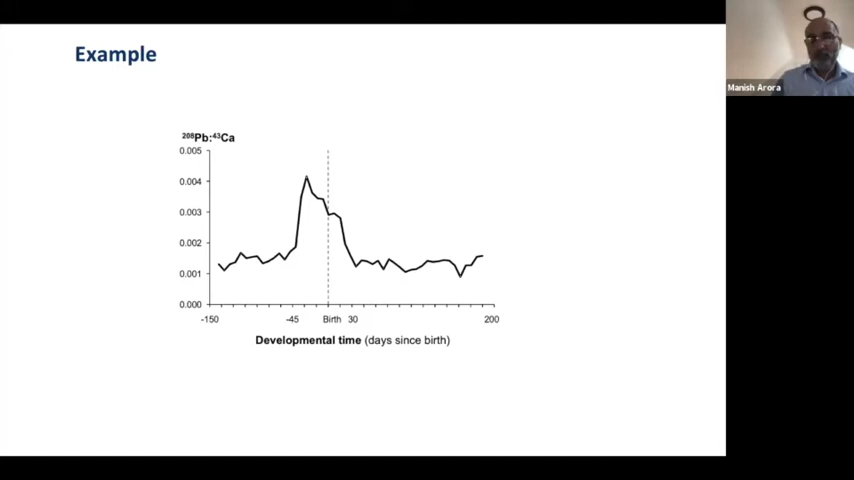 Example
Manish Arora
²⁰⁸Pb:⁴³Ca
0.005
0.004
0.003
0.002
0.001
0.000
-150 -45 Birth 30 200
Developmental time (days since birth)